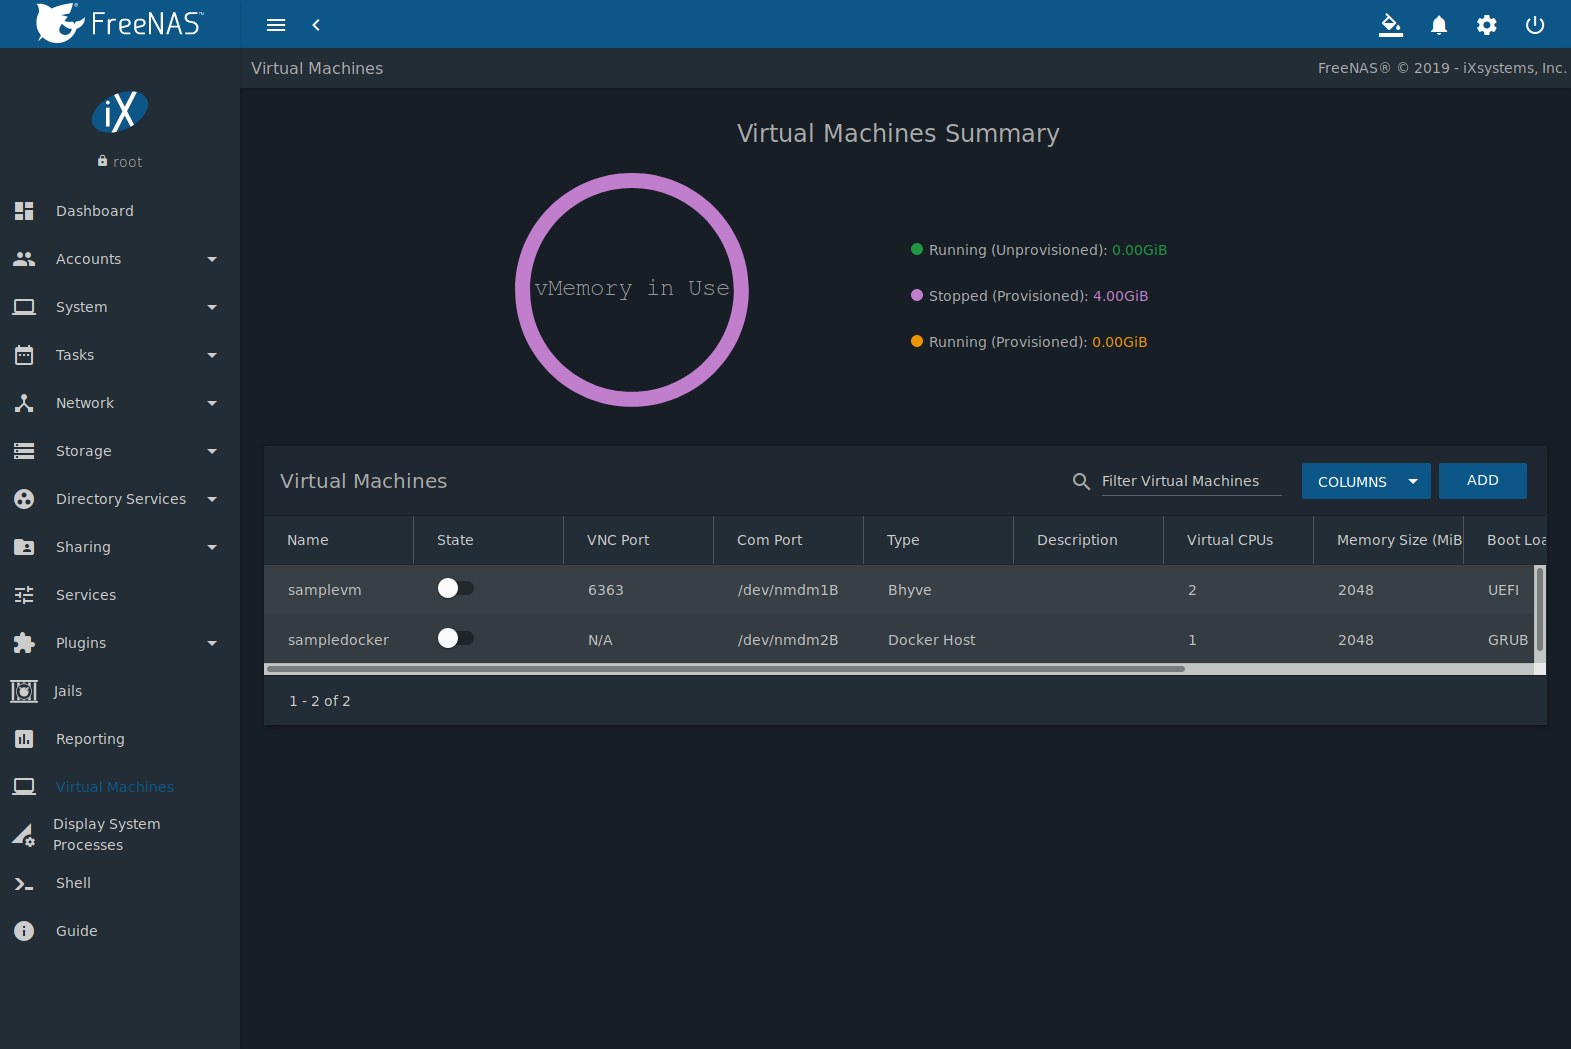 FreeNAS™
Virtual Machines
FreeNAS® © 2019 - iXsystems, Inc.
iX
root
Dashboard
Accounts
System
Tasks
Network
Storage
Directory Services
Sharing
Services
Plugins
Jails
Reporting
Virtual Machines
Display System
Processes
Shell
Guide
Virtual Machines Summary
vMemory in Use
Running (Unprovisioned): 0.00GiB
Stopped (Provisioned): 4.00GiB
Running (Provisioned): 0.00GiB
Virtual Machines
Filter Virtual Machines
COLUMNS
ADD
Name State VNC Port Com Port Type Description Virtual CPUs Memory Size (MiB Boot Loa
samplevm 6363 /dev/nmdm1B Bhyve 2 2048 UEFI
sampledocker N/A /dev/nmdm2B Docker Host 1 2048 GRUB
1 - 2 of 2